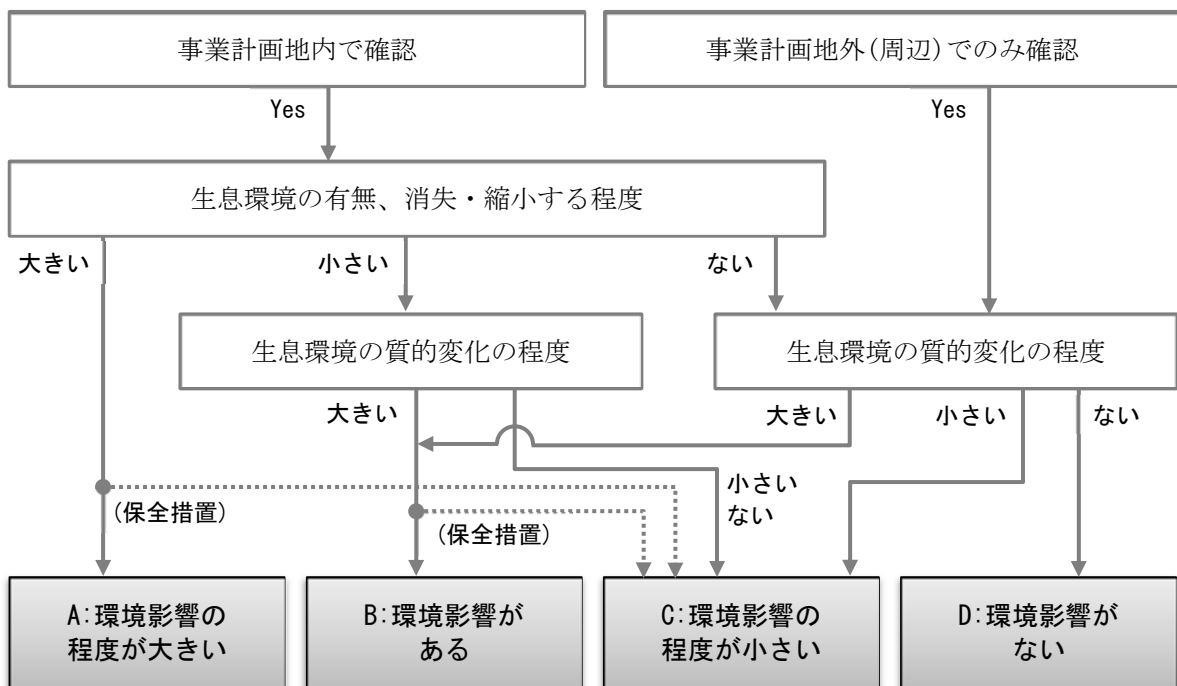 事業計画地内で確認
事業計画地外(周辺)でのみ確認
Yes
Yes
生息環境の有無、消失・縮小する程度
大きい
小さい
ない
生息環境の質的変化の程度
生息環境の質的変化の程度
大きい
大きい
小さい
ない
小さい
ない
(保全措置)
(保全措置)
A:環境影響の
程度が大きい
B:環境影響が
ある
C:環境影響の
程度が小さい
D:環境影響が
ない